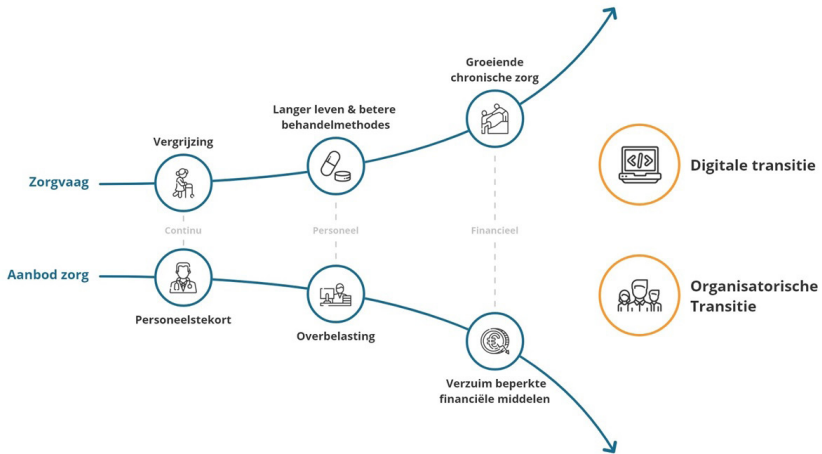 Groeiende
chronische zorg
Langer leven & betere
behandelmethodes
Vergrijzing
Zorgvaag
Digitale transitie
Continu
Personeel
Financieel
Aanbod zorg
Organisatorische
Transitie
Personeelstekort
Overbelasting
Verzuim beperkte
financiële middelen